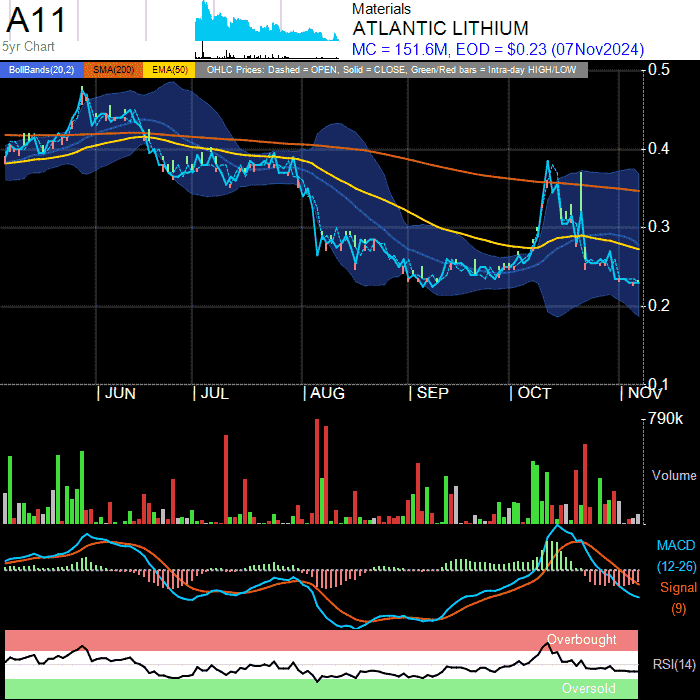 A11
5yr Chart
Materials
ATLANTIC LITHIUM
MC = 151.6M, EOD = $0.23 (07Nov2024)
BollBands(20,2) SMA(200) EMA(50) OHLC Prices: Dashed = OPEN, Solid = CLOSE, Green/Red bars = Intra-day HIGH/LOW
0.5
0.4
0.3
0.2
0.1
JUN JUL AUG SEP OCT NOV
790k
Volume
MACD
(12-26)
Signal
(9)
Overbought
RSI(14)
Oversold